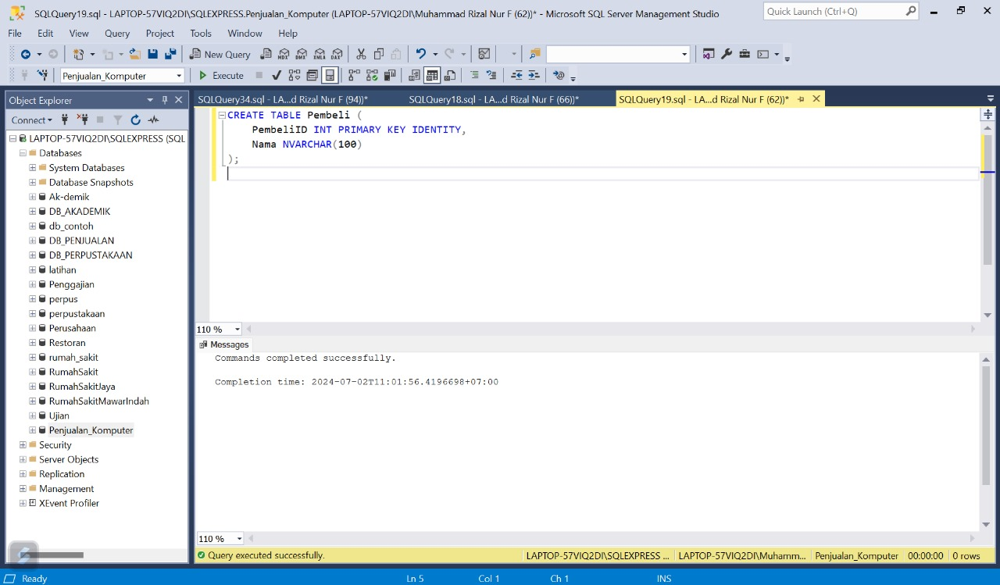 SQLQuery19.sql - LAPTOP-57VIQ2DI\SQLEXPRESS.Penjualan_Komputer (LAPTOP-57VIQ2DI\Muhammad Rizal Nur F (62))* - Microsoft SQL Server Management Studio
Quick Launch (Ctrl+Q)
File Edit View Query Project Tools Window Help
New Query MDX DMX XMLA DAX
Penjualan_Komputer Execute
Object Explorer
SQLQuery34.sql - LA...d Rizal Nur F (94))* SQLQuery18.sql - LA...d Rizal Nur F (66))* SQLQuery19.sql - LA...d Rizal Nur F (62))*
Connect
LAPTOP-57VIQ2DI\SQLEXPRESS (SQL
Databases
System Databases
Database Snapshots
Ak-demik
DB_AKADEMIK
db_contoh
DB_PENJUALAN
DB_PERPUSTAKAAN
latihan
Penggajian
perpus
perpustakaan
Perusahaan
Restoran
rumah_sakit
RumahSakit
RumahSakitJaya
RumahSakitMawarIndah
Ujian
Penjualan_Komputer
Security
Server Objects
Replication
Management
XEvent Profiler
CREATE TABLE Pembeli (
PembeliID INT PRIMARY KEY IDENTITY,
Nama NVARCHAR(100)
);
110 %
Messages
Commands completed successfully.
Completion time: 2024-07-02T11:01:56.4196698+07:00
110 %
Query executed successfully. LAPTOP-57VIQ2DI\SQLEXPRESS ... LAPTOP-57VIQ2DI\Muhamm... Penjualan_Komputer 00:00:00 0 rows
Ready Ln 5 Col 1 Ch 1 INS